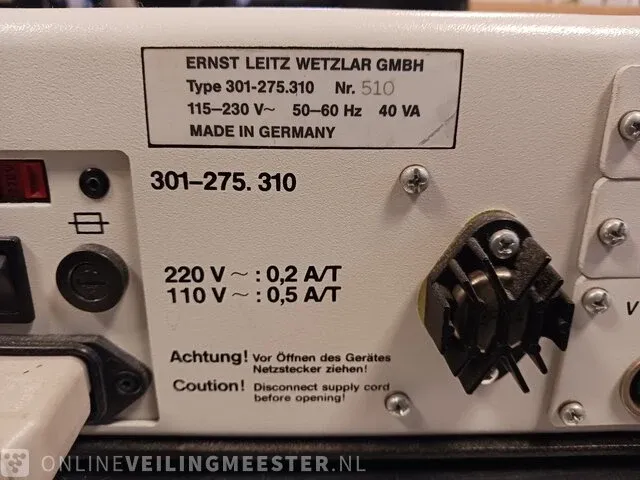 ERNST LEITZ WETZLAR GMBH
Type 301-275.310 Nr. 510
115–230 V~ 50–60 Hz 40 VA
MADE IN GERMANY
301–275. 310
220 V ~ : 0,2 A/T
110 V ~ : 0,5 A/T
Achtung! Vor Öffnen des Gerätes
Netzstecker ziehen!
Coution! Disconnect supply cord
before opening!
V
ONLINEVEILINGMEESTER.NL